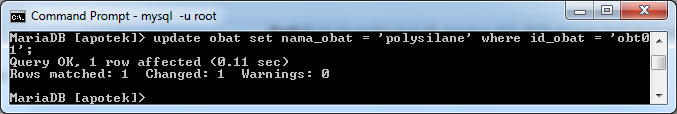 Command Prompt - mysql -u root
MariaDB [apotek]> update obat set nama_obat = 'polysilane' where id_obat = 'obt0
1';
Query OK, 1 row affected (0.11 sec)
Rows matched: 1  Changed: 1  Warnings: 0
MariaDB [apotek]>